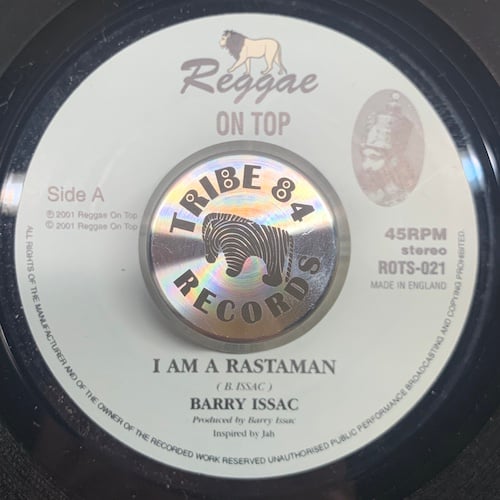 Reggae
ON TOP
Side A
℗ 2001 Reggae On Top
© 2001 Reggae On Top
TRIBE 84
RECORDS
45RPM
stereo
ROTS-021
MADE IN ENGLAND
I AM A RASTAMAN
( B. ISSAC )
BARRY ISSAC
Produced by Barry Issac
Inspired by Jah
ALL RIGHTS OF THE MANUFACTURER AND OF THE OWNER OF THE RECORDED WORK RESERVED UNAUTHORISED PUBLIC PERFORMANCE BROADCASTING AND COPYING PROHIBITED.